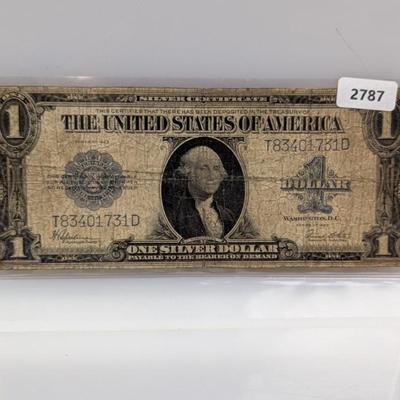 2787
SILVER CERTIFICATE
THIS CERTIFIES THAT THERE HAS BEEN DEPOSITED IN THE TREASURY OF
1 THE UNITED STATES OF AMERICA 1
T83401731D
1
DOLLAR
WASHINGTON, D.C.
T83401731D
1 ONE SILVER DOLLAR 1
PAYABLE TO THE BEARER ON DEMAND